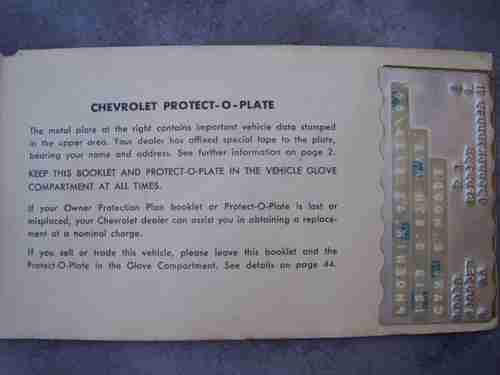 CHEVROLET PROTECT-O-PLATE
The metal plate at the right contains important vehicle data stamped
in the upper area. Your dealer has affixed special tape to the plate,
bearing your name and address. See further information on page 2.
KEEP THIS BOOKLET AND PROTECT-O-PLATE IN THE VEHICLE GLOVE
COMPARTMENT AT ALL TIMES.
If your Owner Protection Plan booklet or Protect-O-Plate is lost or
misplaced, your Chevrolet dealer can assist you in obtaining a replace-
ment at a nominal charge.
If you sell or trade this vehicle, please leave this booklet and the
Protect-O-Plate in the Glove Compartment. See details on page 44.